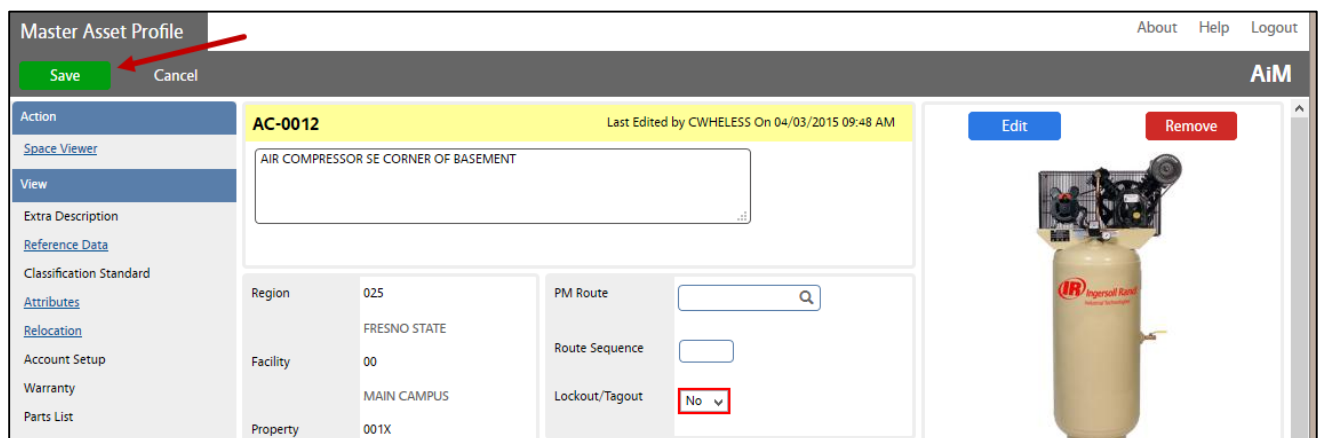 Master Asset Profile
About Help Logout
Save Cancel
AiM
Action
Space Viewer
View
Extra Description
Reference Data
Classification Standard
Attributes
Relocation
Account Setup
Warranty
Parts List
AC-0012
Last Edited by CWHELESS On 04/03/2015 09:48 AM
AIR COMPRESSOR SE CORNER OF BASEMENT
Region 025
FRESNO STATE
Facility 00
MAIN CAMPUS
Property 001X
PM Route
Route Sequence
Lockout/Tagout No
Edit Remove
IR Ingersoll Rand
Industrial Technologies